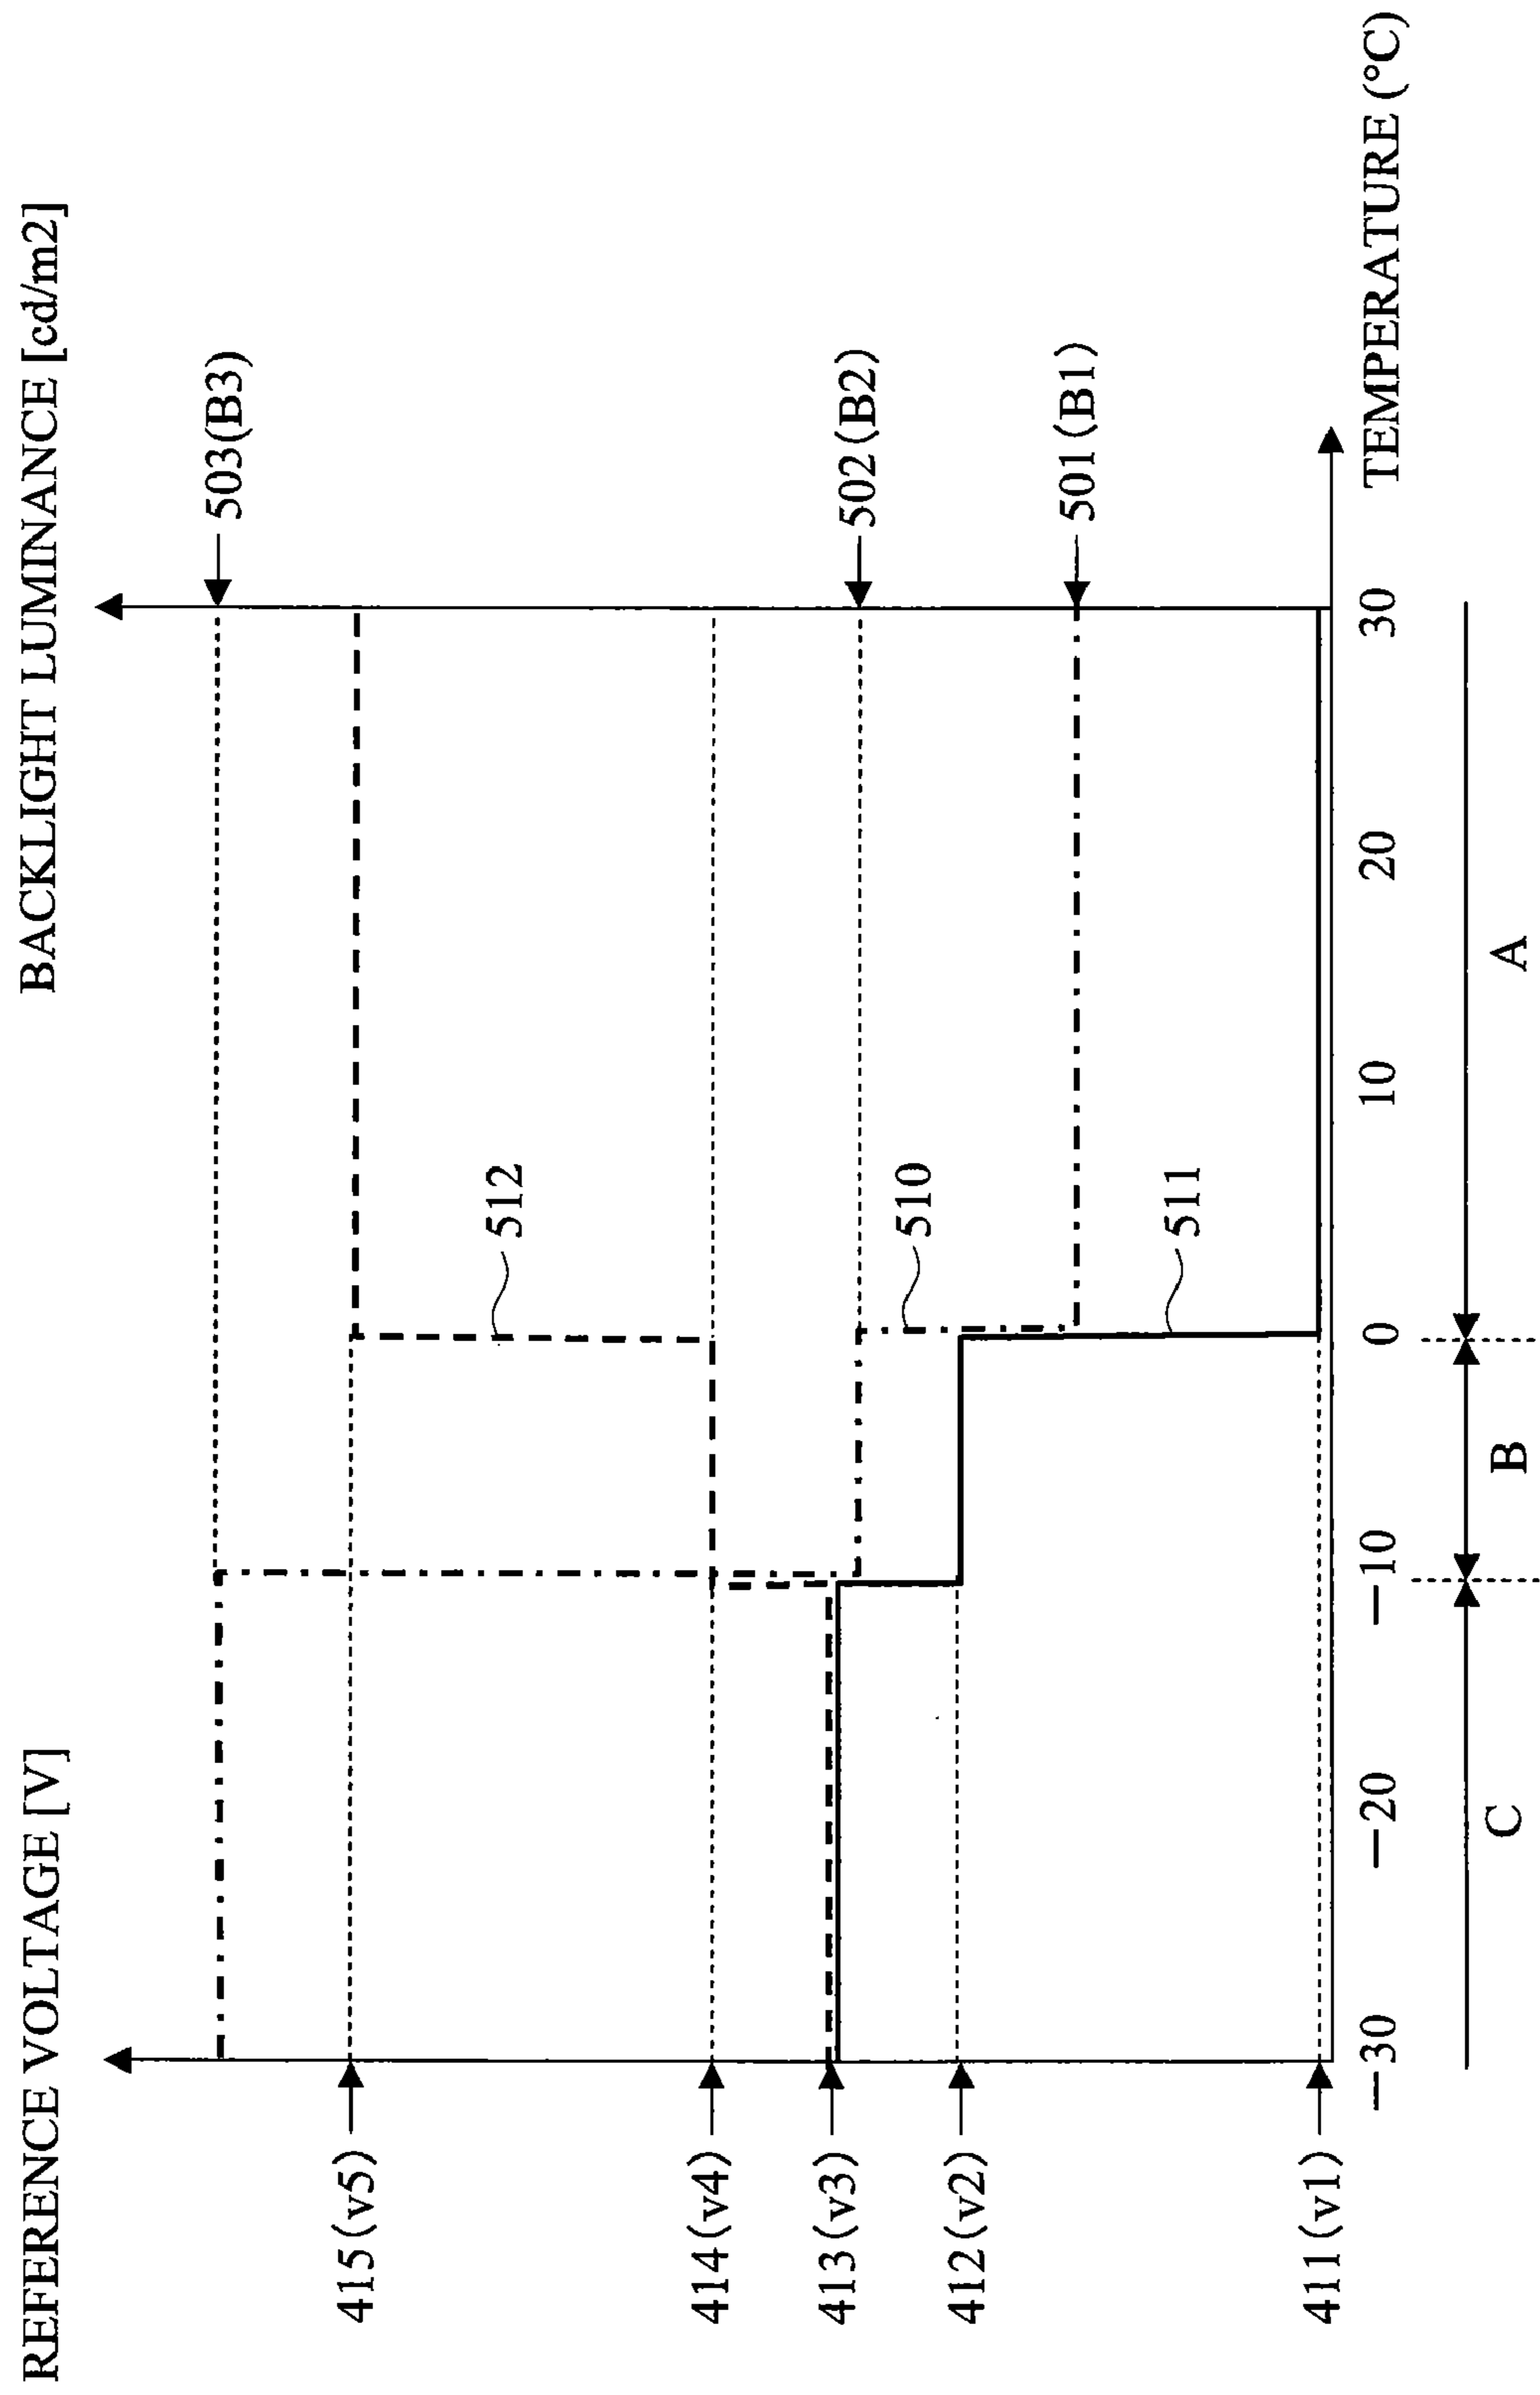 REFERENCE VOLTAGE [V]
BACKLIGHT LUMINANCE [cd/m2]
503(B3)
415(v5)
512
414(v4)
502(B2)
413(v3)
510
412(v2)
501(B1)
511
411(v1)
—30
—20
—10
0
10
20
30
TEMPERATURE (°C)
C
B
A